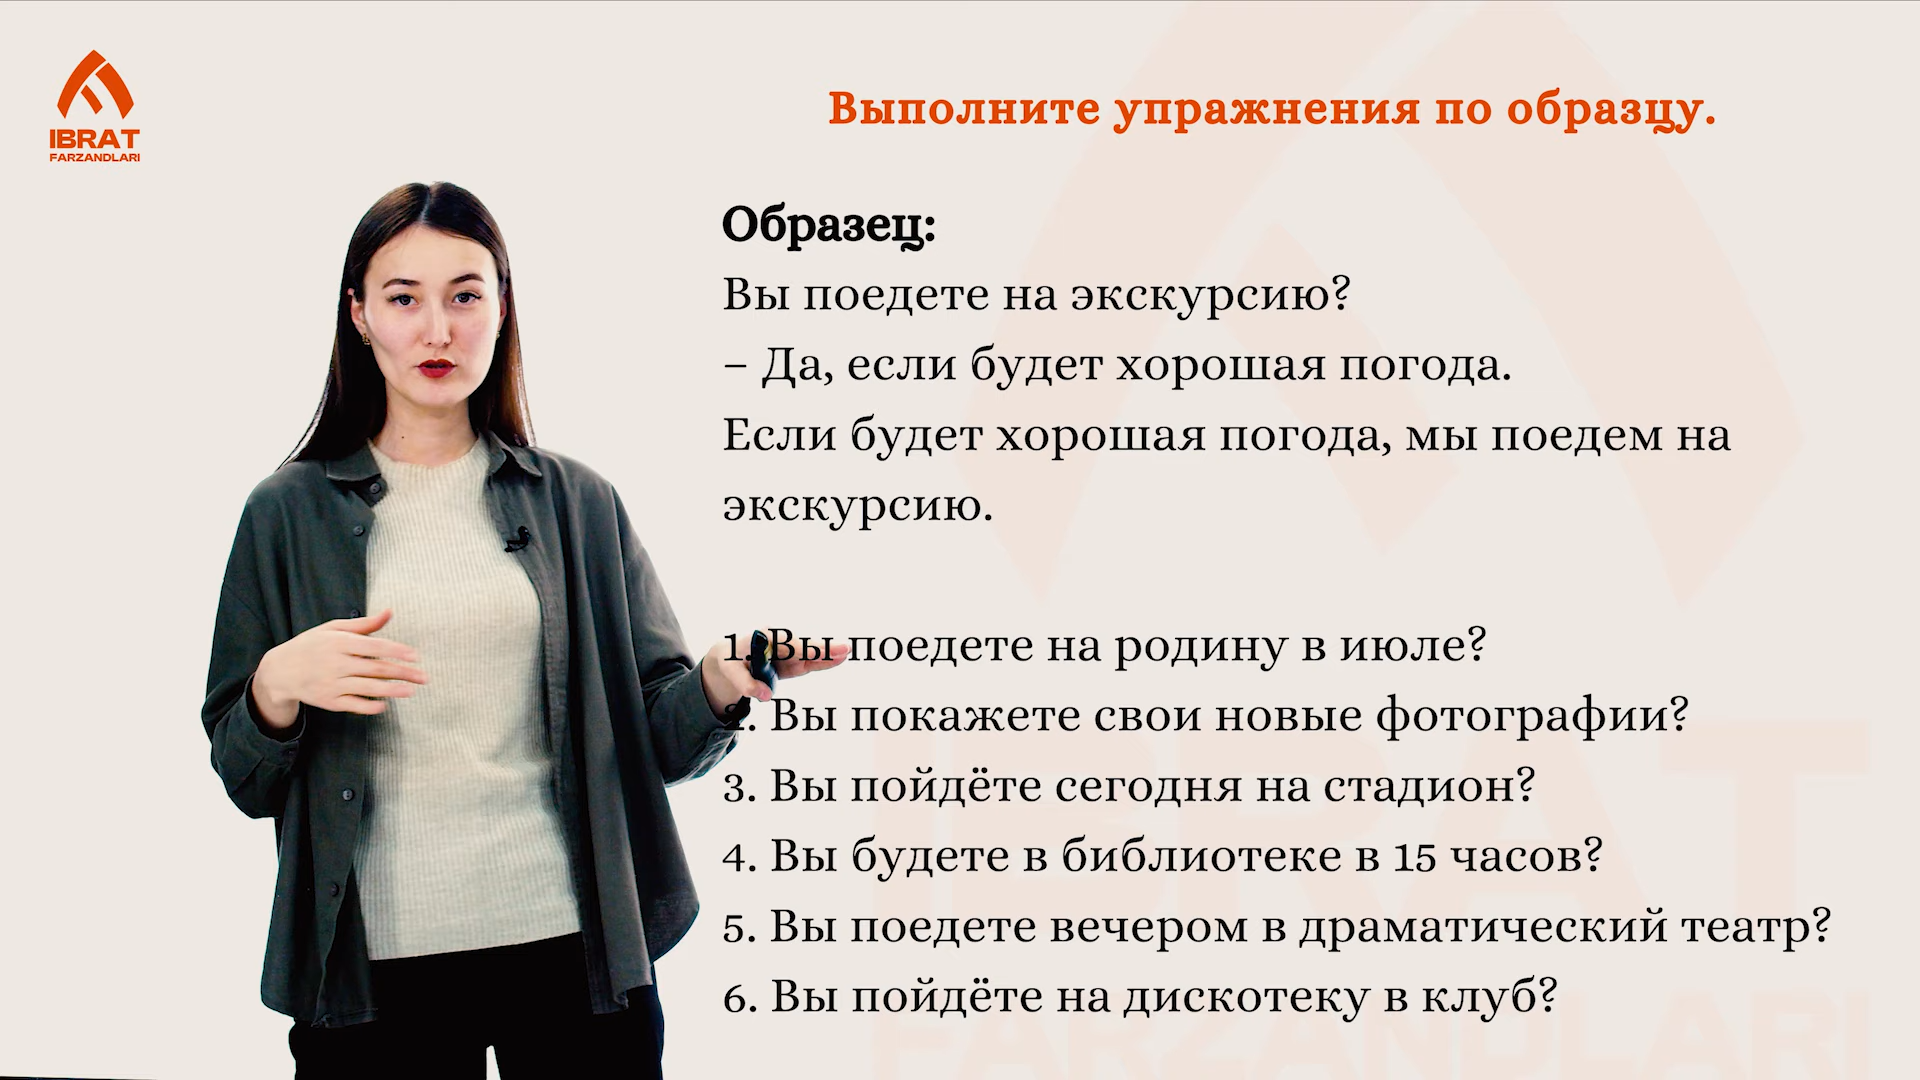 IBRAT
FARZANDLARI
Выполните упражнения по образцу.
Образец:
Вы поедете на экскурсию?
– Да, если будет хорошая погода.
Если будет хорошая погода, мы поедем на
экскурсию.
1. Вы поедете на родину в июле?
2. Вы покажете свои новые фотографии?
3. Вы пойдёте сегодня на стадион?
4. Вы будете в библиотеке в 15 часов?
5. Вы поедете вечером в драматический театр?
6. Вы пойдёте на дискотеку в клуб?
IBRAT
FARZANDLARI